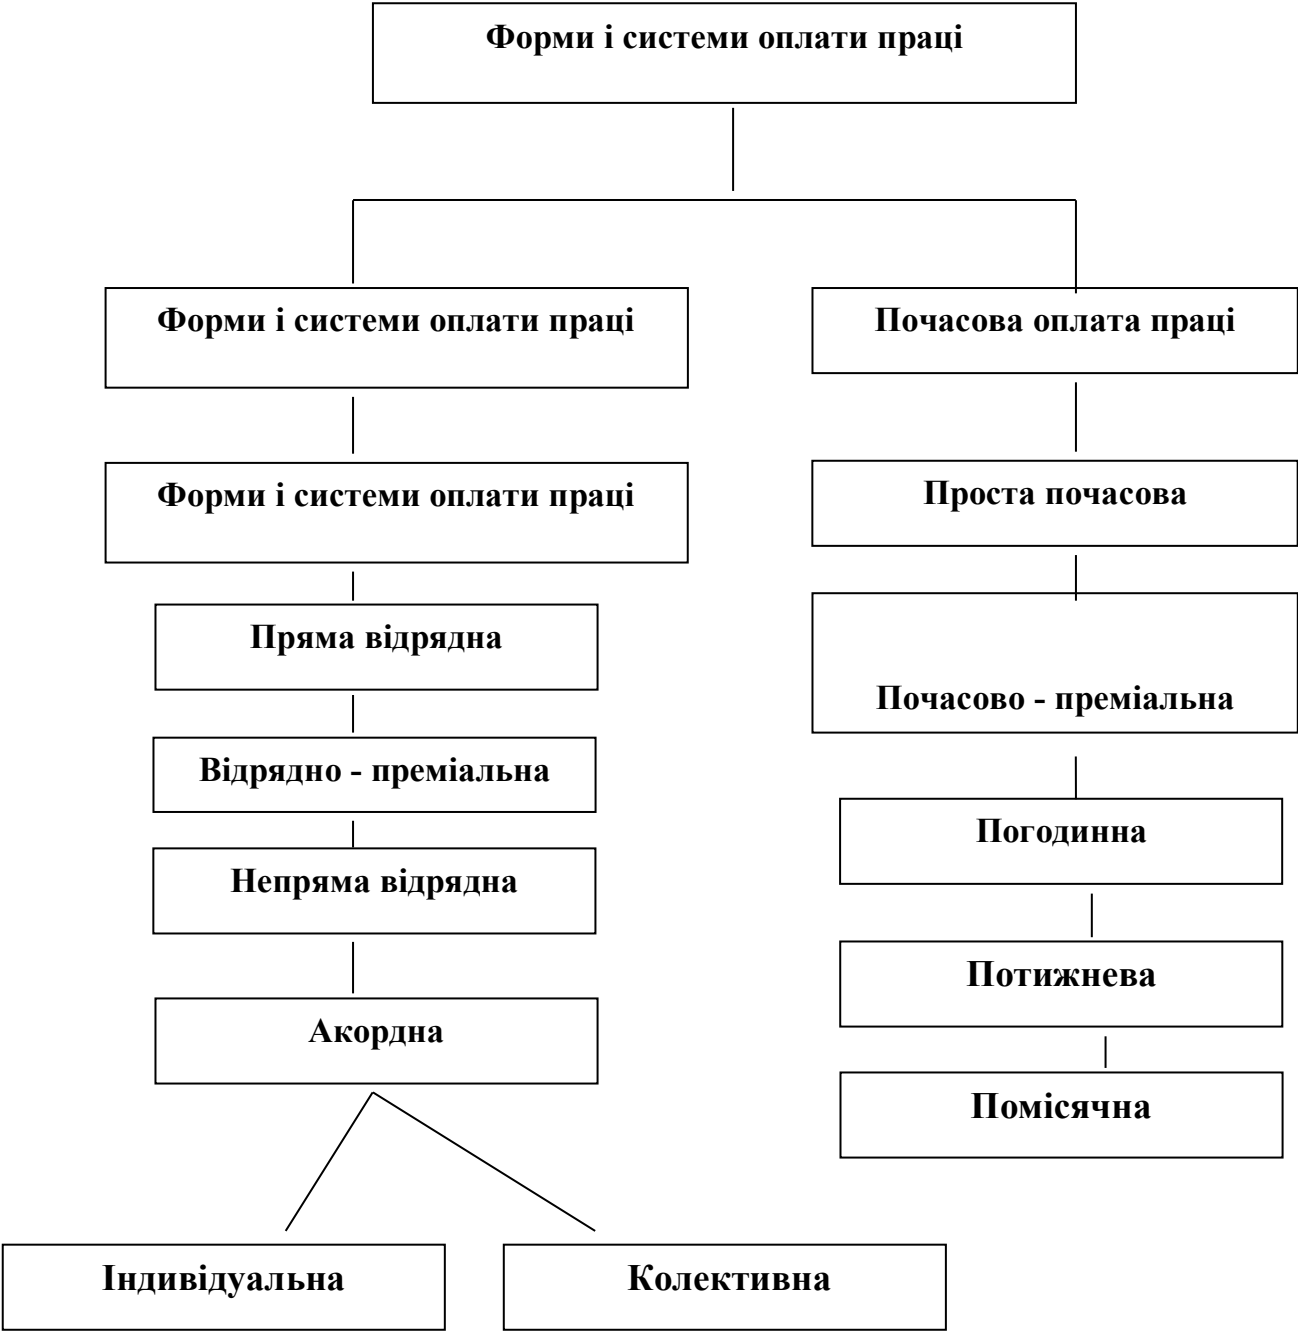 Форми і системи оплати праці
Форми і системи оплати праці
Почасова оплата праці
Форми і системи оплати праці
Проста почасова
Пряма відрядна
Почасово - преміальна
Відрядно - преміальна
Погодинна
Непряма відрядна
Потижнева
Акордна
Помісячна
Індивідуальна
Колективна